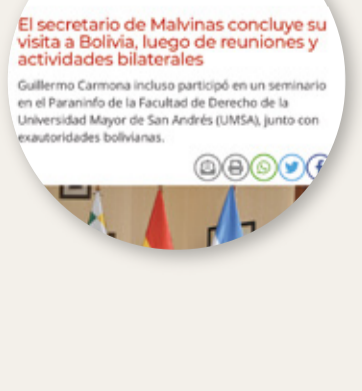 El secretario de Malvinas concluye su
visita a Bolivia, luego de reuniones y
actividades bilaterales
Guillermo Carmona incluso participó en un seminario
en el Paraninfo de la Facultad de Derecho de la
Universidad Mayor de San Andrés (UMSA), junto con
exautoridades bolivianas.